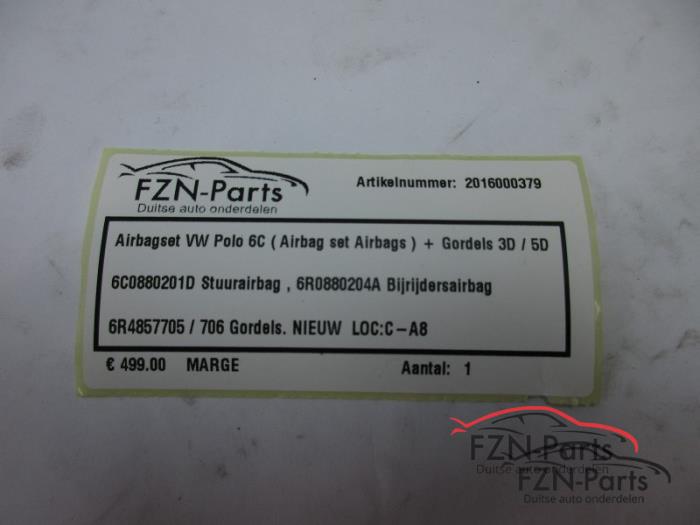 FZN-Parts
Duitse auto onderdelen
Artikelnummer: 2016000379
Airbagset VW Polo 6C ( Airbag set Airbags ) + Gordels 3D / 5D
6C0880201D Stuurairbag , 6R0880204A Bijrijdersairbag
6R4857705 / 706 Gordels. NIEUW LOC:C-A8
€ 499.00 MARGE Aantal: 1
FZN-Parts
Duitse auto onderdelen
FZN-Parts
Duitse auto onderdelen